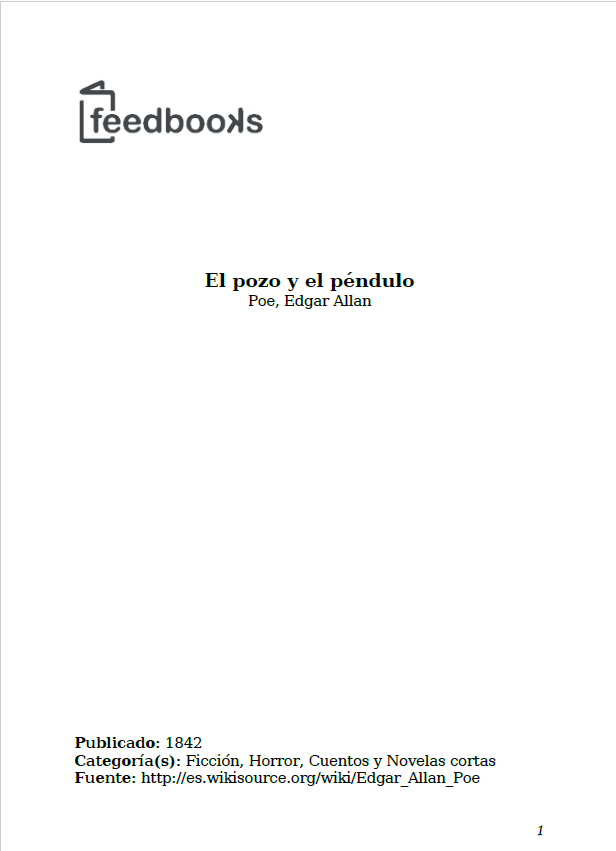 feedbooks
El pozo y el péndulo
Poe, Edgar Allan
Publicado: 1842
Categoría(s): Ficción, Horror, Cuentos y Novelas cortas
Fuente: http://es.wikisource.org/wiki/Edgar_Allan_Poe
1